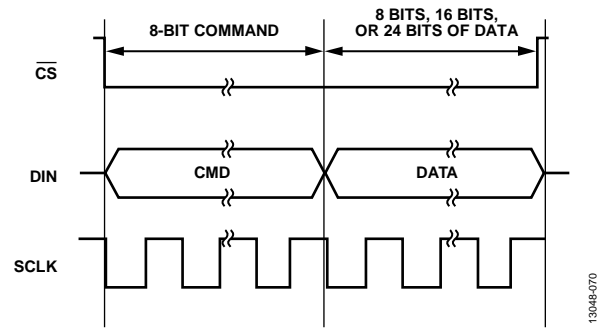 8-BIT COMMAND
8 BITS, 16 BITS,
OR 24 BITS OF DATA
CS
DIN
CMD
DATA
SCLK
13048-070